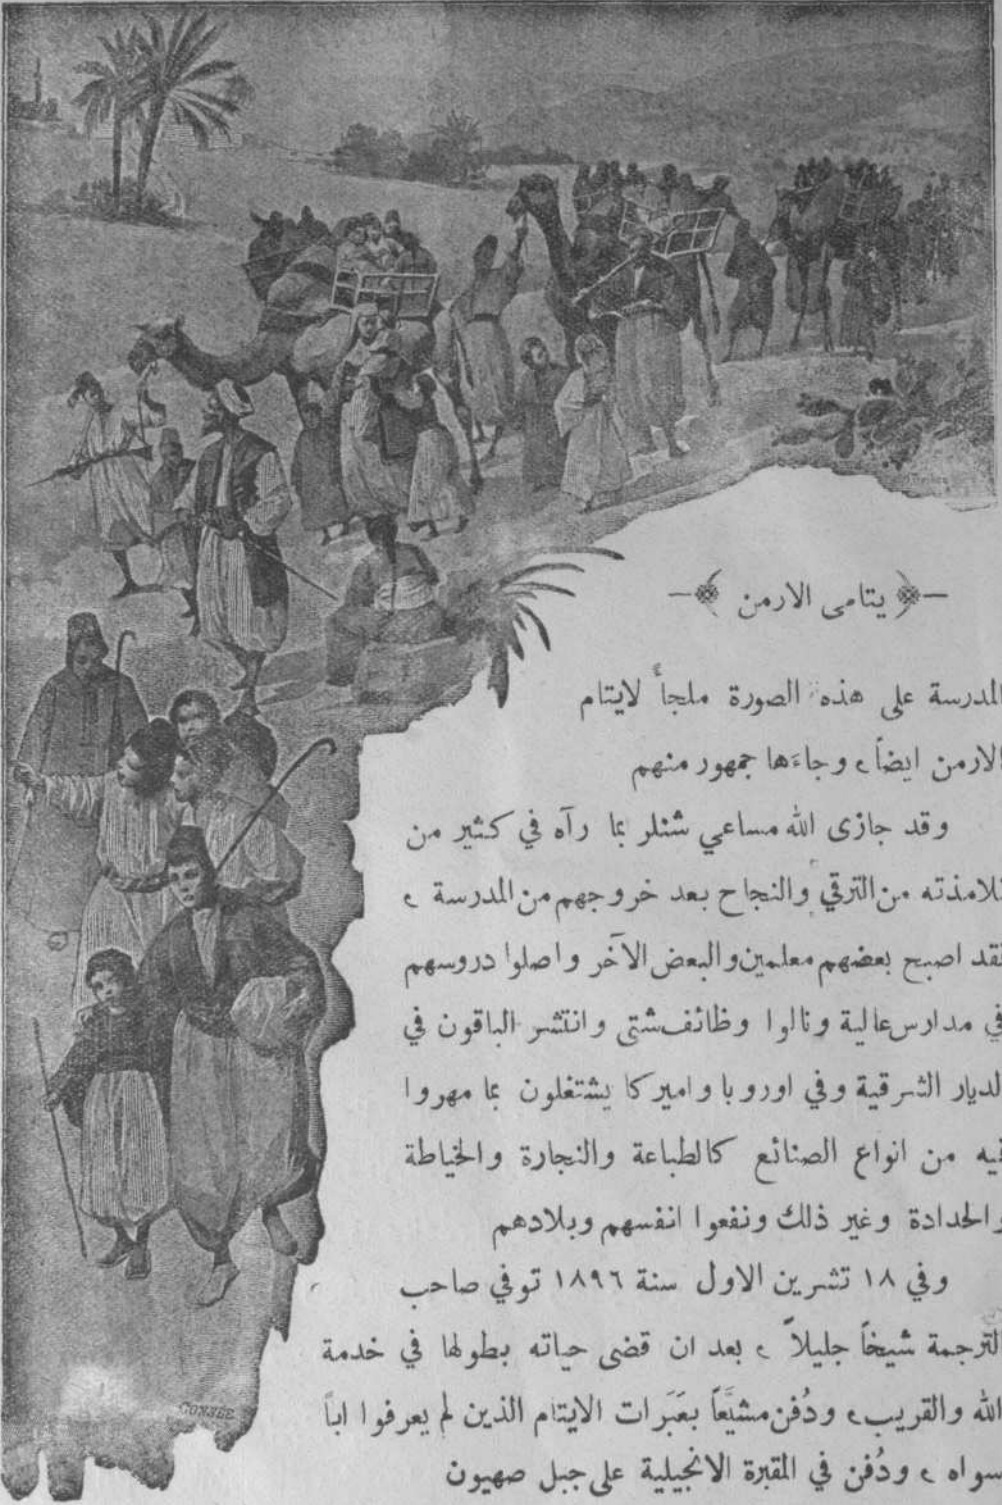 يتامى الارمن
المدرسة على هذه الصورة ملجأ لايتام
الارمن ايضاً، وجاءَها جمهور منهم
وقد جازى الله مساعي شنلر بما رآه في كثير من
تلامذته من الترقي والنجاح بعد خروجهم من المدرسة،
فقد اصبح بعضهم معلمين والبعض الآخر واصلوا دروسهم
في مدارس عالية ونالوا وظائف شتى وانتشر الباقون في
الديار الشرقية وفي اوروبا واميركا يشتغلون بما مهروا
فيه من انواع الصنائع كالطباعة والنجارة والخياطة
والحدادة وغير ذلك ونفعوا انفسهم وبلادهم
وفي ١٨ تشرين الاول سنة ١٨٩٦ توفي صاحب
الترجمة شيخاً جليلاً، بعد ان قضى حياته بطولها في خدمة
الله والقريب، ودُفن مشيَّعاً بعَبَرات الايتام الذين لم يعرفوا اباً
سواه، ودُفن في المقبرة الانجيلية على جبل صهيون
GONNÉE